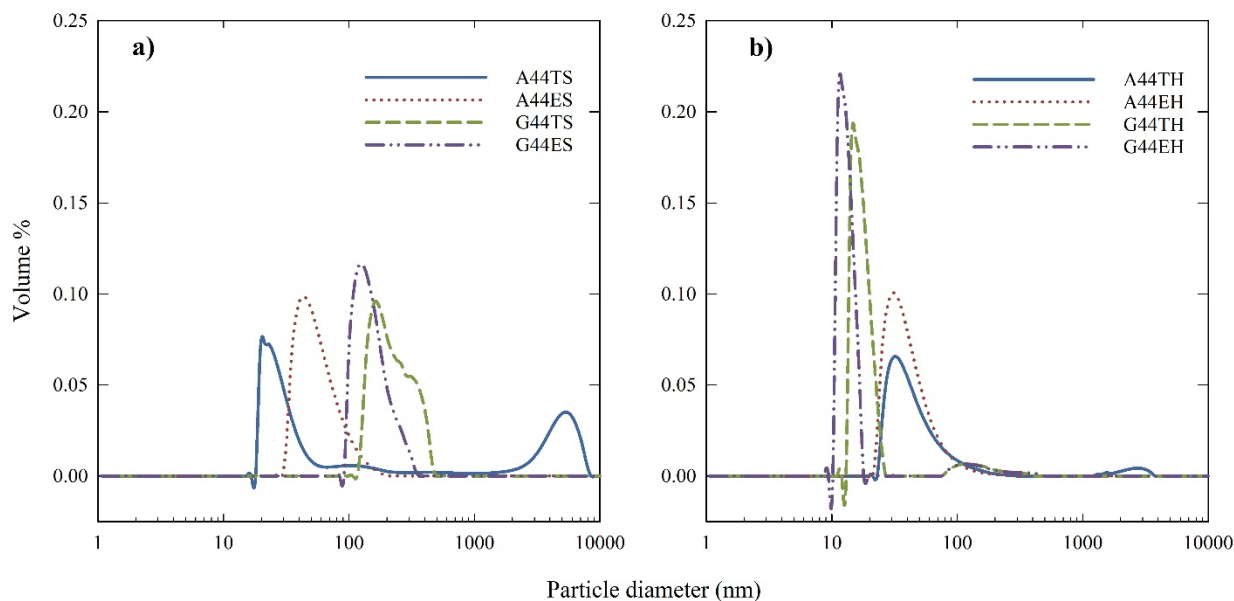 a)
A44TS
A44ES
G44TS
G44ES
0.25
0.20
0.15
0.10
0.05
0.00
1 10 100 1000 10000
b)
A44TH
A44EH
G44TH
G44EH
0.25
0.20
0.15
0.10
0.05
0.00
1 10 100 1000 10000
Volume %
Particle diameter (nm)